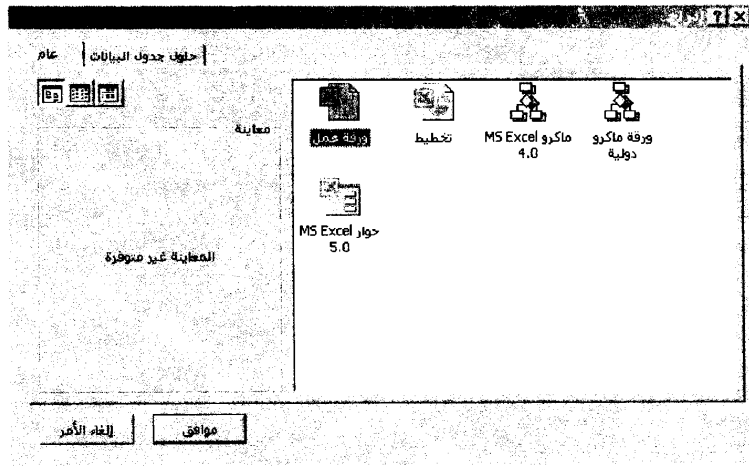 إدراج
عام
حلول جدول البيانات
معاينة
المعاينة غير متوفرة
ورقة عمل
تخطيط
ماكرو MS Excel
4.0
ورقة ماكرو
دولية
حوار MS Excel
5.0
موافق
إلغاء الأمر